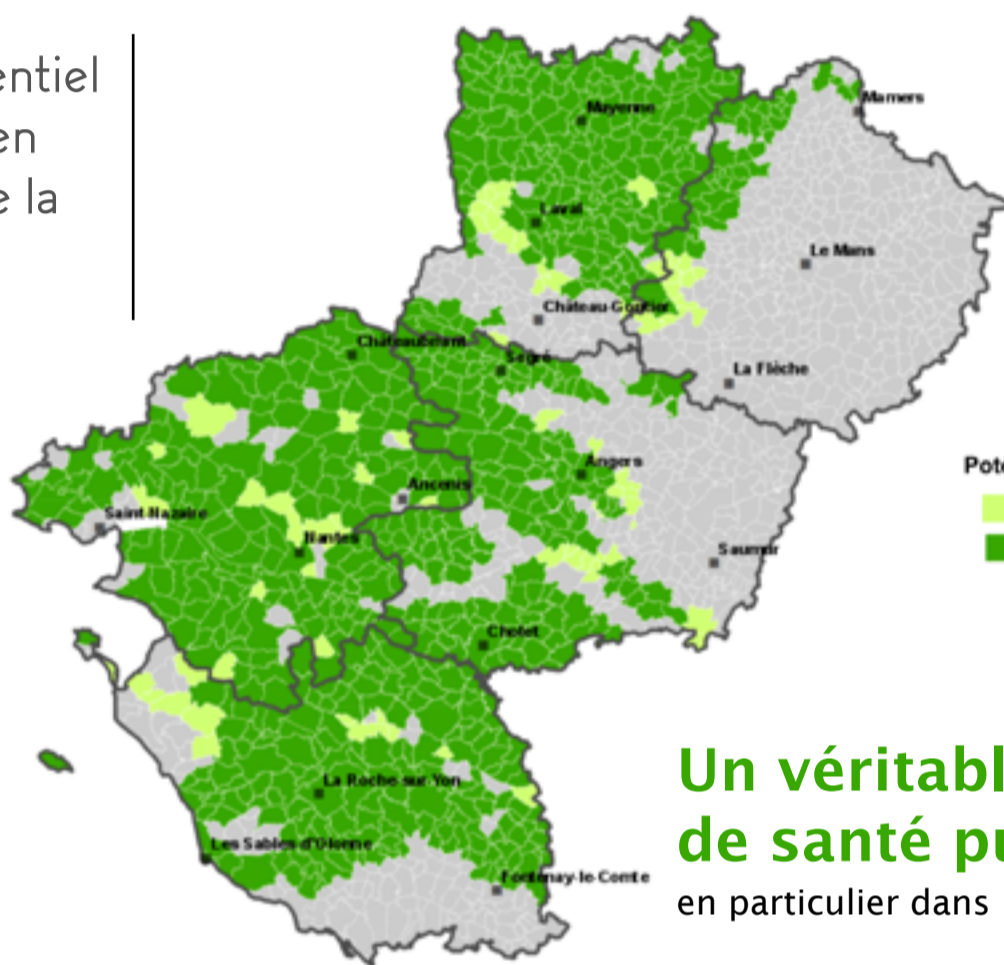 entiel
en
e la
Mayenne
Mamers
Laval
Le Mans
Château-Gontier
Châteaubriant
Segré
La Flèche
Angers
Poté
Ancenis
Saint-Nazaire
Nantes
Saumur
Cholet
Un véritabl
La Roche-sur-Yon
de santé pu
Les Sables-d'Olonne
Fontenay-le-Comte
en particulier dans